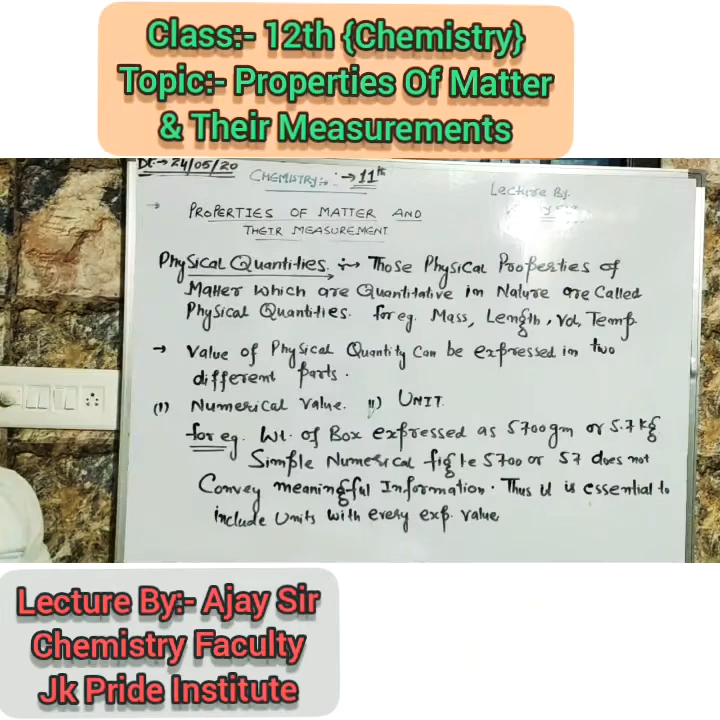 Class:- 12th {Chemistry}
Topic:- Properties Of Matter
& Their Measurements
Dt:→ 24/05/20
CHEMISTRY:- :→ 11th
Lecture By.
→ PROPERTIES OF MATTER AND
THEIR MEASUREMENT
Physical Quantities :→ Those Physical Properties of
Matter which are Quantitative in Nature are Called
Physical Quantities. for eg. Mass, Length, Vol, Temp.
→ Value of Physical Quantity Can be expressed in two
different parts.
(1) Numerical Value. 11) UNIT.
for eg. Wt. of Box expressed as 5700gm or 5.7 kg
Simple Numerical fig te 5700 or 57 does not
Convey meaningful Information. Thus it is essential to
include Units with every exp. value
Lecture By:- Ajay Sir
Chemistry Faculty
Jk Pride Institute